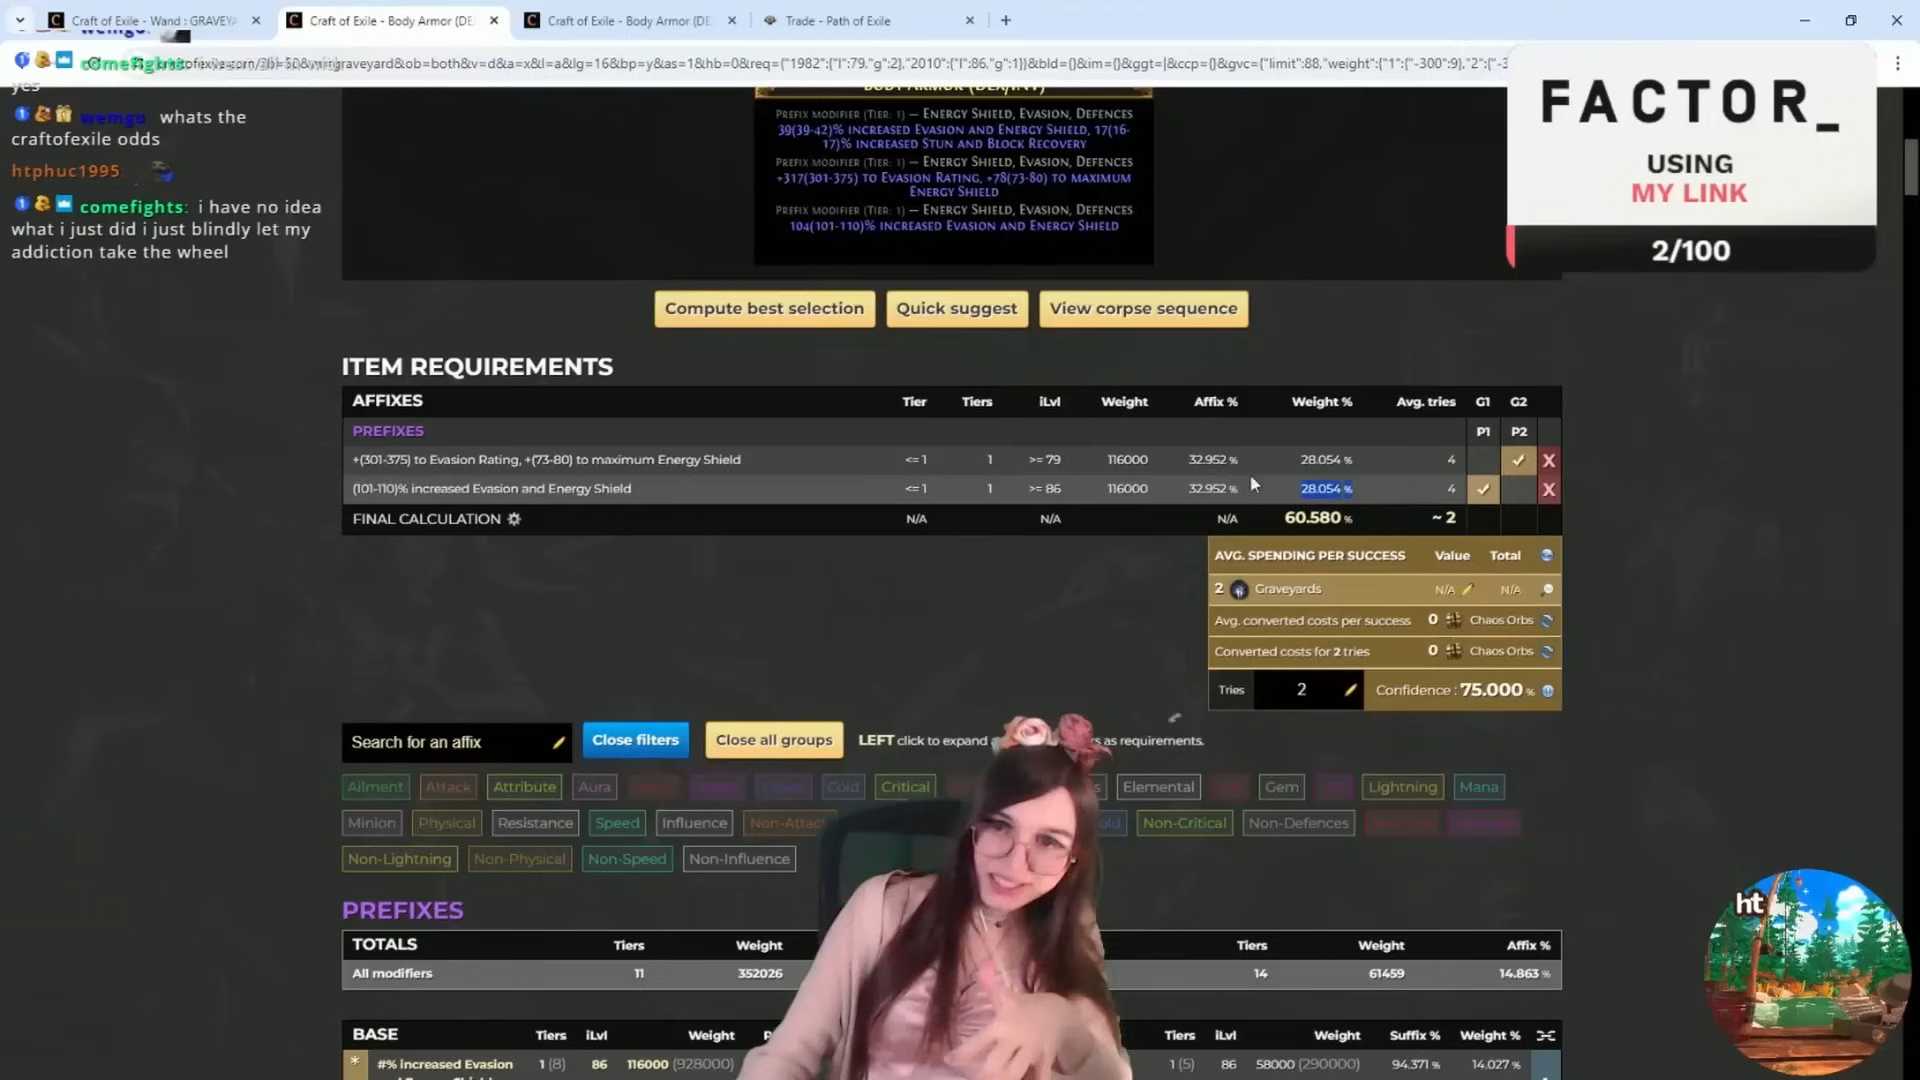 Craft of Exile - Wand : GRAVEYA
Craft of Exile - Body Armor (DE
Craft of Exile - Body Armor (DE
Trade - Path of Exile
wemgo:
comefights:
yes
wemgo whats the
craftofexile odds
htphuc1995:
comefights: i have no idea
what i just did i just blindly let my
addiction take the wheel
FACTOR_
USING
MY LINK
2/100
BODY ARMOR (DEX/INT)
PREFIX MODIFIER (TIER: 1) — ENERGY SHIELD, EVASION, DEFENCES
39(39-42)% INCREASED EVASION AND ENERGY SHIELD, 17(16-
17)% INCREASED STUN AND BLOCK RECOVERY
PREFIX MODIFIER (TIER: 1) — ENERGY SHIELD, EVASION, DEFENCES
+317(301-375) TO EVASION RATING, +78(73-80) TO MAXIMUM
ENERGY SHIELD
PREFIX MODIFIER (TIER: 1) — ENERGY SHIELD, EVASION, DEFENCES
104(101-110)% INCREASED EVASION AND ENERGY SHIELD
Compute best selection Quick suggest View corpse sequence
ITEM REQUIREMENTS
AFFIXES Tier Tiers iLvl Weight Affix % Weight % Avg. tries G1 G2
PREFIXES P1 P2
+(301-375) to Evasion Rating, +(73-80) to maximum Energy Shield <= 1 1 >= 79 116000 32.952 % 28.054 % 4 X
(101-110)% increased Evasion and Energy Shield <= 1 1 >= 86 116000 32.952 % 28.054 % 4 X
FINAL CALCULATION N/A N/A N/A 60.580 % ~ 2
AVG. SPENDING PER SUCCESS Value Total
2 Graveyards N/A N/A
Avg. converted costs per success 0 Chaos Orbs
Converted costs for 2 tries 0 Chaos Orbs
Tries 2 Confidence : 75.000 %
Search for an affix Close filters Close all groups LEFT click to expand as requirements.
Ailment Attack Attribute Aura Cold Critical Elemental Gem Lightning Mana
Minion Physical Resistance Speed Influence Non-Attack Non-Critical Non-Defences
Non-Lightning Non-Physical Non-Speed Non-Influence
ht
PREFIXES
TOTALS Tiers Weight Tiers Weight Affix %
All modifiers 11 352026 14 61459 14.863 %
BASE Tiers iLvl Weight Tiers iLvl Weight Suffix % Weight %
* #% increased Evasion 1 (8) 86 116000 (928000) 1 (5) 86 58000 (290000) 94.371 % 14.027 %